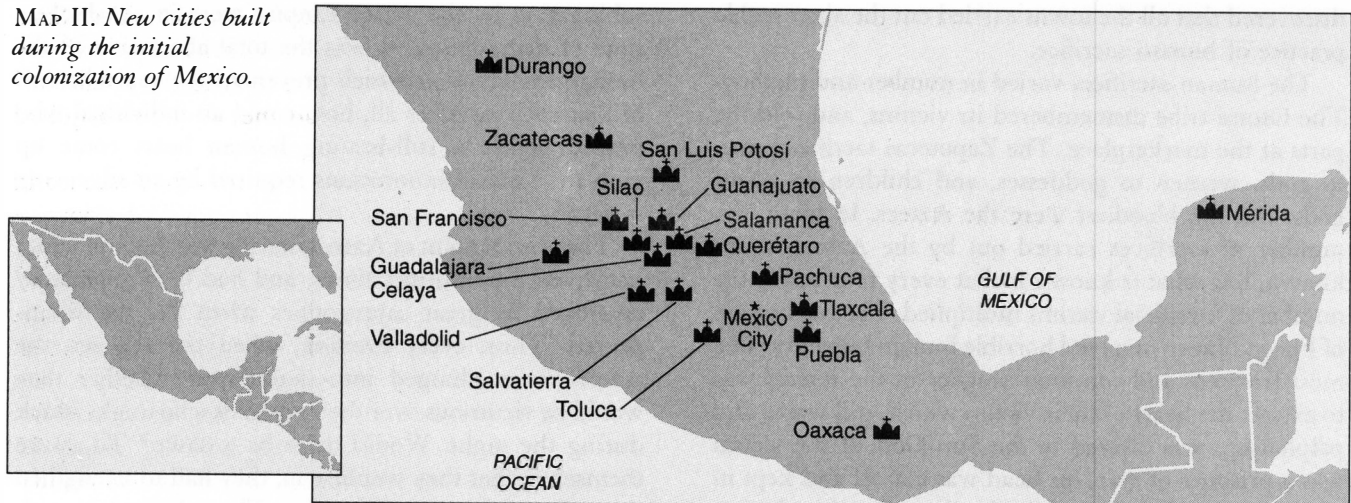 MAP II. New cities built
during the initial
colonization of Mexico.
Durango
Zacatecas
San Luis Potosí
Silao
Guanajuato
San Francisco
Salamanca
Querétaro
Guadalajara
Celaya
Pachuca
Tlaxcala
Valladolid
Mexico
City
Puebla
Salvatierra
Toluca
Oaxaca
Mérida
GULF OF
MEXICO
PACIFIC
OCEAN